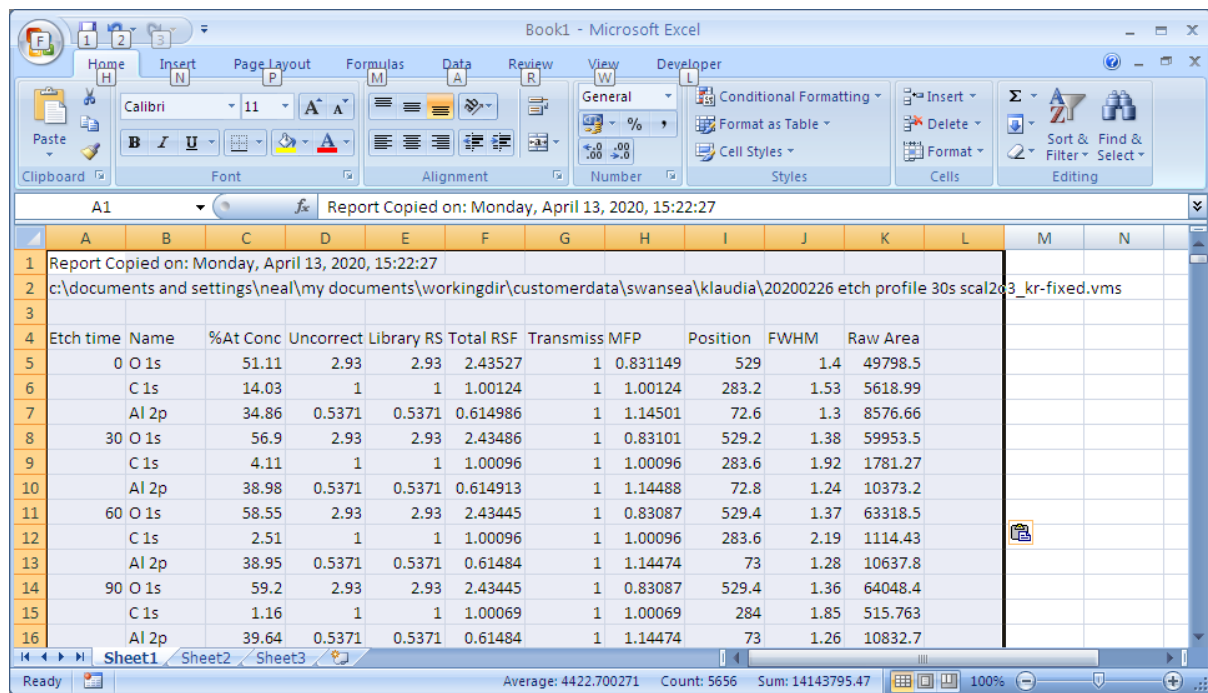 F 1 2 3 Book1 - Microsoft Excel
Home Insert Page Layout Formulas Data Review View Developer
H N P M A R W L
Paste Calibri 11 A A General % , .0 .00 .00 .0
B I U A
Conditional Formatting
Format as Table
Cell Styles
Insert
Delete
Format
Σ
Sort & Filter
Find & Select
Clipboard Font Alignment Number Styles Cells Editing
A1 fx Report Copied on: Monday, April 13, 2020, 15:22:27
A B C D E F G H I J K L M N
1 Report Copied on: Monday, April 13, 2020, 15:22:27
2 c:\documents and settings\neal\my documents\workingdir\customerdata\swansea\klaudia\20200226 etch profile 30s scal2o3_kr-fixed.vms
3
4 Etch time Name %At Conc Uncorrect Library RS Total RSF Transmiss MFP Position FWHM Raw Area
5 0 O 1s 51.11 2.93 2.93 2.43527 1 0.831149 529 1.4 49798.5
6 C 1s 14.03 1 1 1.00124 1 1.00124 283.2 1.53 5618.99
7 Al 2p 34.86 0.5371 0.5371 0.614986 1 1.14501 72.6 1.3 8576.66
8 30 O 1s 56.9 2.93 2.93 2.43486 1 0.83101 529.2 1.38 59953.5
9 C 1s 4.11 1 1 1.00096 1 1.00096 283.6 1.92 1781.27
10 Al 2p 38.98 0.5371 0.5371 0.614913 1 1.14488 72.8 1.24 10373.2
11 60 O 1s 58.55 2.93 2.93 2.43445 1 0.83087 529.4 1.37 63318.5
12 C 1s 2.51 1 1 1.00096 1 1.00096 283.6 2.19 1114.43
13 Al 2p 38.95 0.5371 0.5371 0.61484 1 1.14474 73 1.28 10637.8
14 90 O 1s 59.2 2.93 2.93 2.43445 1 0.83087 529.4 1.36 64048.4
15 C 1s 1.16 1 1 1.00069 1 1.00069 284 1.85 515.763
16 Al 2p 39.64 0.5371 0.5371 0.61484 1 1.14474 73 1.26 10832.7
Sheet1 Sheet2 Sheet3
Ready Average: 4422.700271 Count: 5656 Sum: 14143795.47 100%